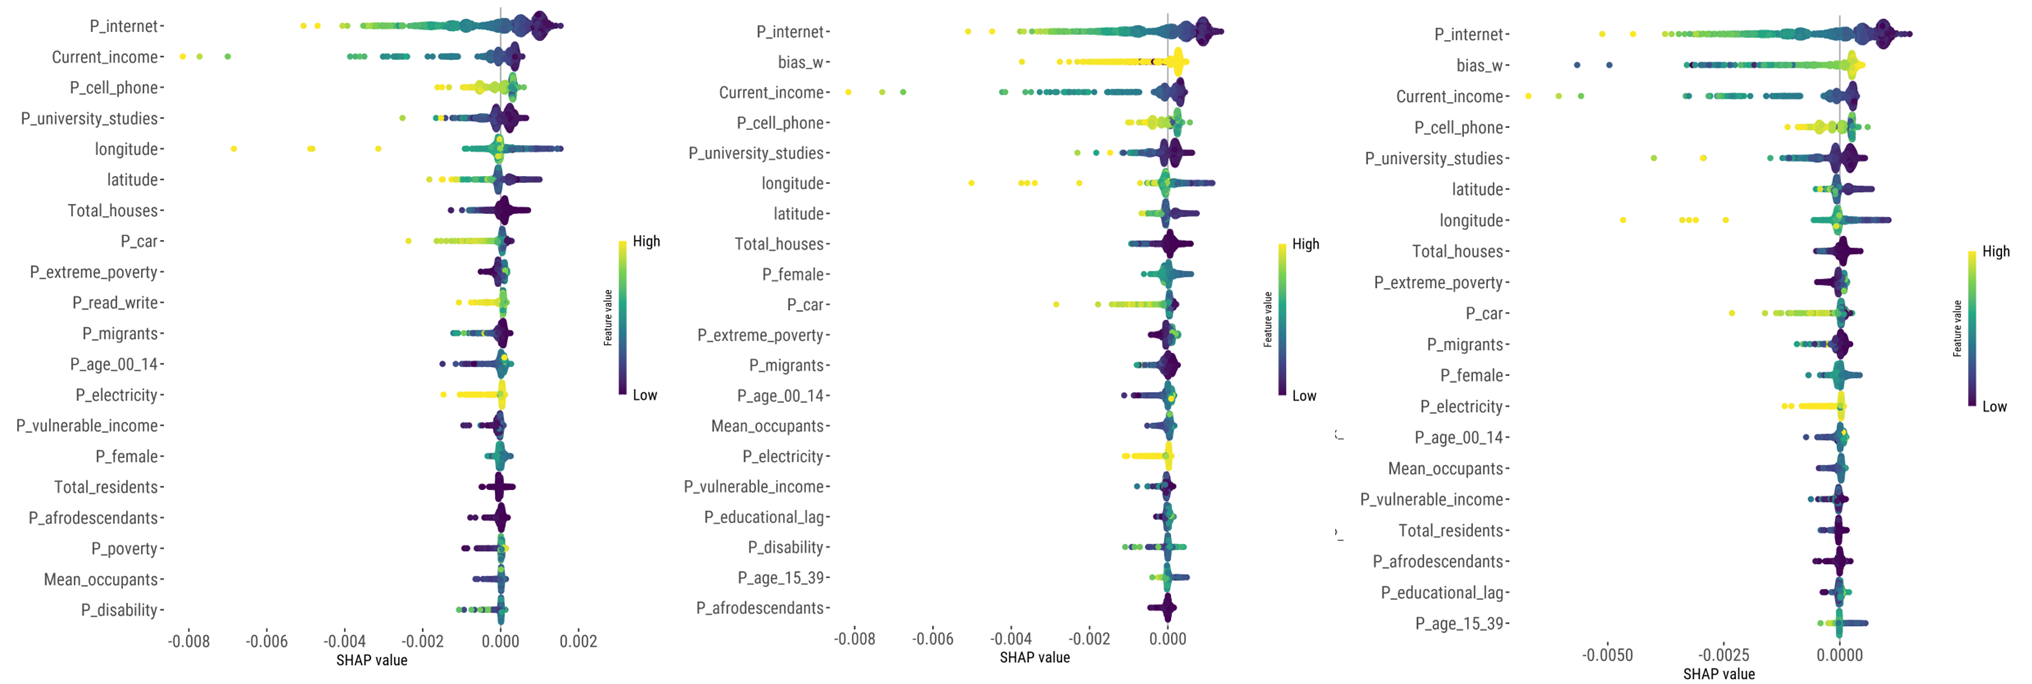 P_internet
Current_income
P_cell_phone
P_university_studies
longitude
latitude
Total_houses
P_car
P_extreme_poverty
P_read_write
P_migrants
P_age_00_14
P_electricity
P_vulnerable_income
P_female
Total_residents
P_afrodescendants
P_poverty
Mean_occupants
P_disability
-0.008 -0.006 -0.004 -0.002 0.000 0.002
SHAP value
High
Feature value
Low
P_internet
bias_w
Current_income
P_cell_phone
P_university_studies
longitude
latitude
Total_houses
P_female
P_car
P_extreme_poverty
P_migrants
P_age_00_14
Mean_occupants
P_electricity
P_vulnerable_income
P_educational_lag
P_disability
P_age_15_39
P_afrodescendants
-0.008 -0.006 -0.004 -0.002 0.000
SHAP value
High
Feature value
Low
P_internet
bias_w
Current_income
P_cell_phone
P_university_studies
latitude
longitude
Total_houses
P_extreme_poverty
P_car
P_migrants
P_female
P_electricity
P_age_00_14
Mean_occupants
P_vulnerable_income
Total_residents
P_afrodescendants
P_educational_lag
P_age_15_39
-0.0050 -0.0025 0.0000
SHAP value
High
Feature value
Low